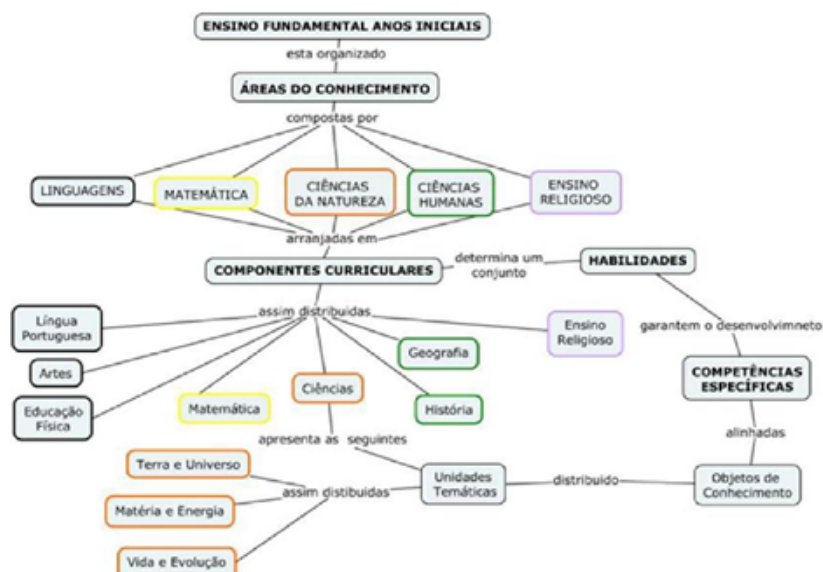 ENSINO FUNDAMENTAL ANOS INICIAIS
esta organizado
ÁREAS DO CONHECIMENTO
compostas por
LINGUAGENS
MATEMÁTICA
CIÊNCIAS
DA NATUREZA
CIÊNCIAS
HUMANAS
ENSINO
RELIGIOSO
arranjadas em
COMPONENTES CURRICULARES
determina um
conjunto
HABILIDADES
assim distribuidas
garantem o desenvolvimneto
Língua
Portuguesa
Artes
Educação
Física
Matemática
Ciências
Geografia
História
Ensino
Religioso
COMPETÊNCIAS
ESPECÍFICAS
apresenta as seguintes
alinhadas
Terra e Universo
Matéria e Energia
Vida e Evolução
assim distibuidas
Unidades
Temáticas
distribuido
Objetos de
Conhecimento